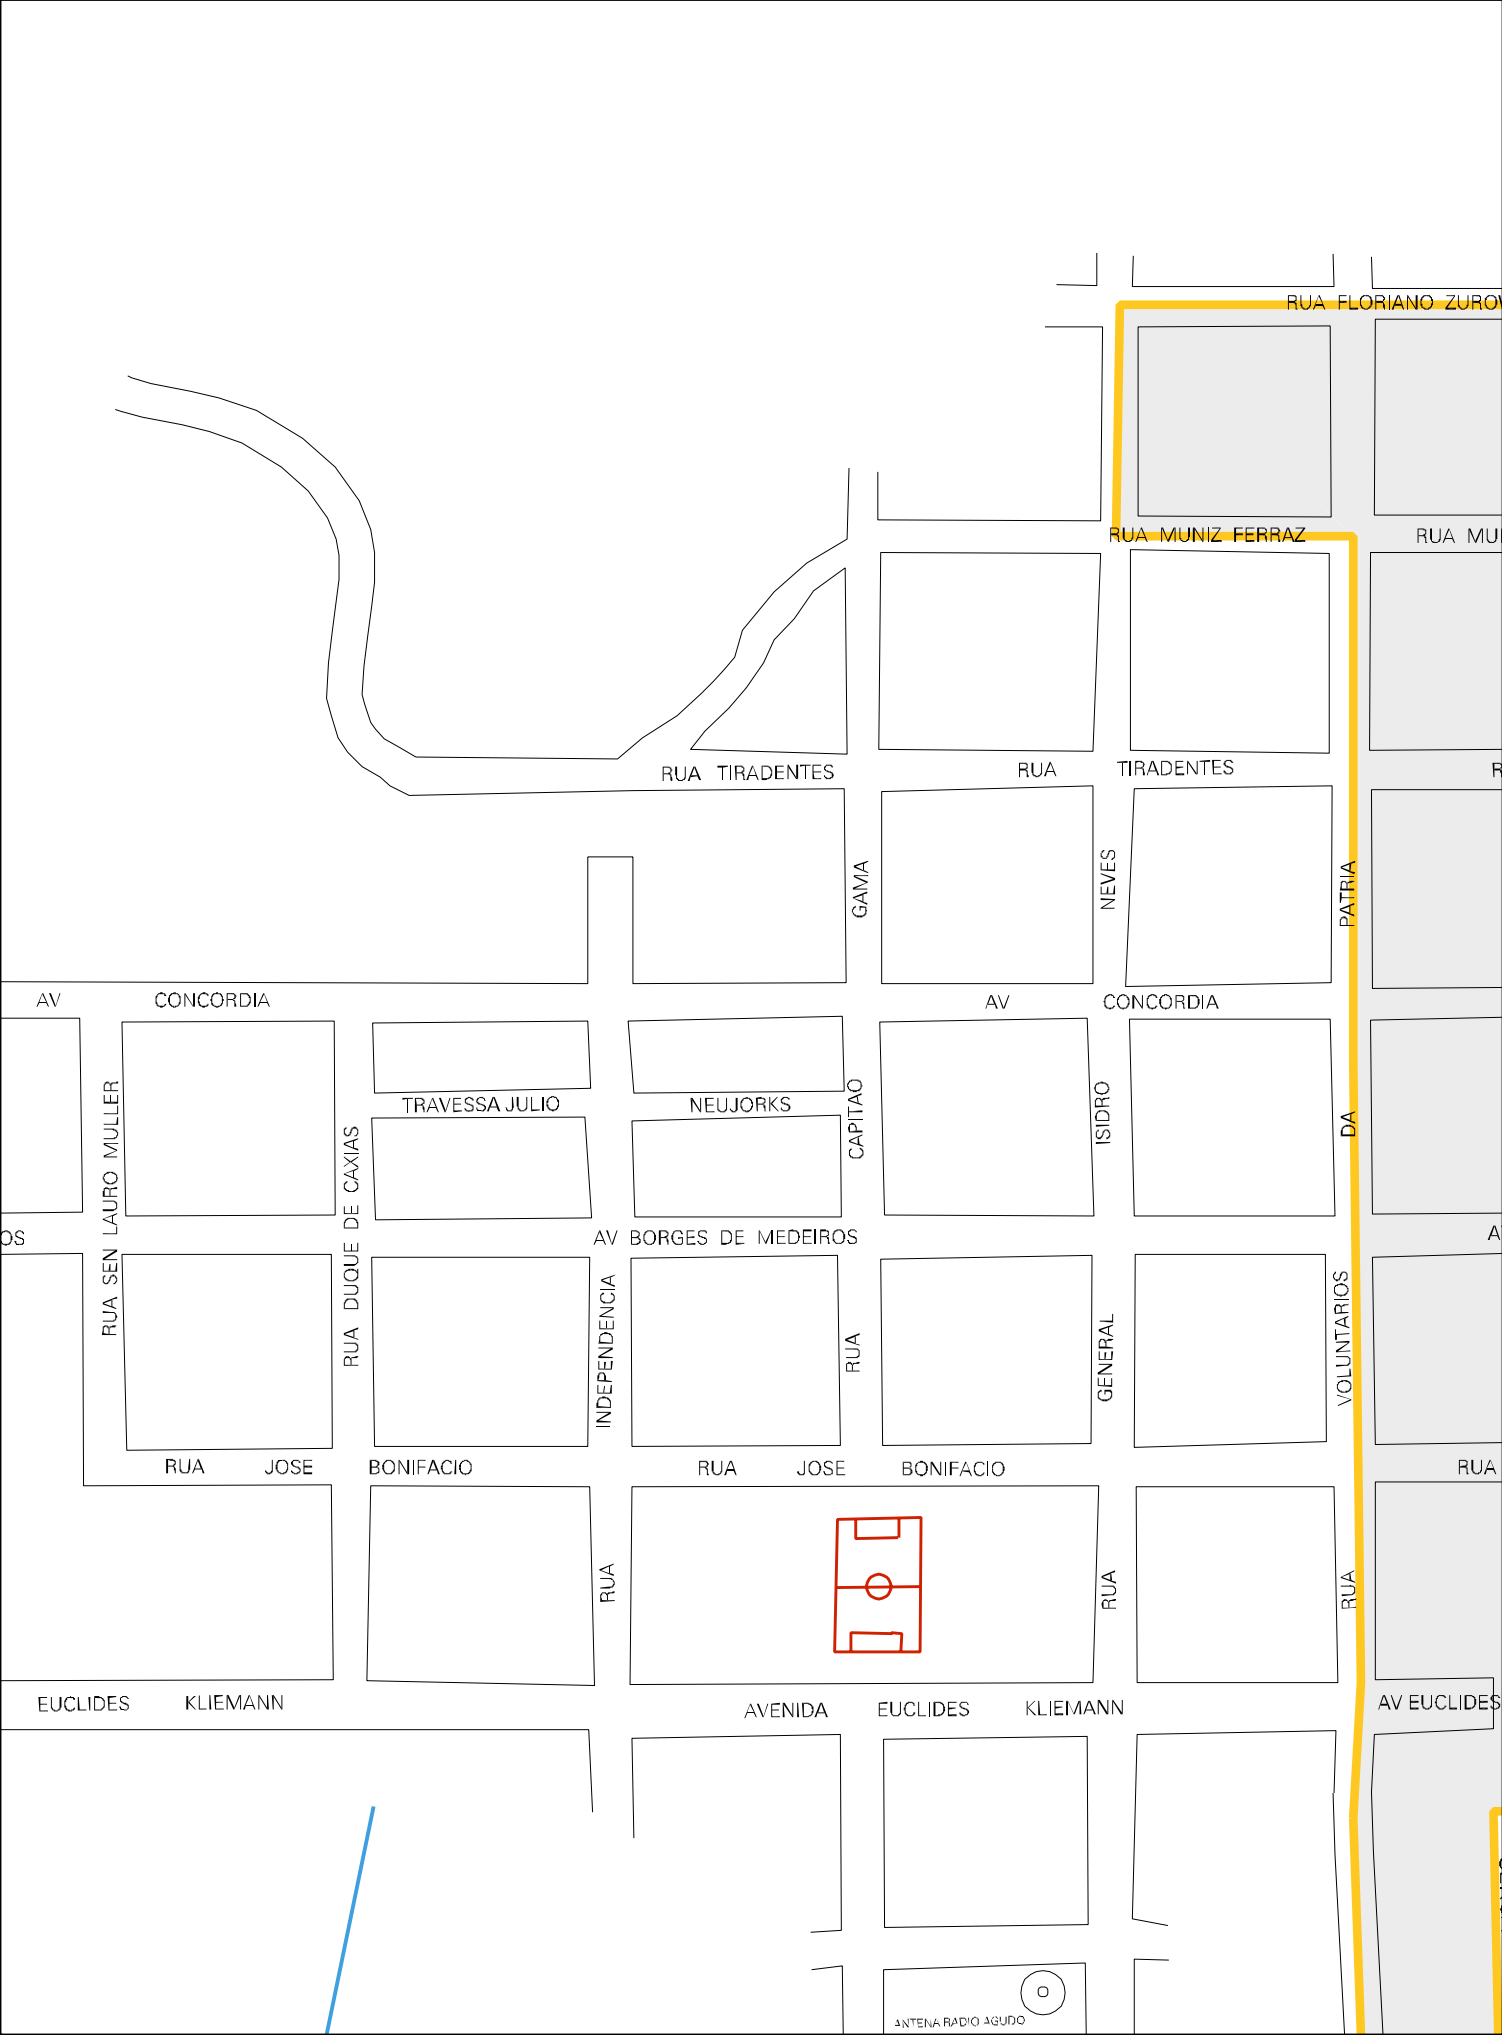 RUA FLORIANO ZUROW
RUA MUNIZ FERRAZ
RUA MU
RUA TIRADENTES
RUA TIRADENTES
R
GAMA
NEVES
PATRIA
AV CONCORDIA
AV CONCORDIA
RUA SEN LAURO MULLER
TRAVESSA JULIO NEUJORKS
CAPITAO
ISIDRO
DA
RUA DUQUE DE CAXIAS
OS
AV BORGES DE MEDEIROS
A
INDEPENDENCIA
RUA
GENERAL
VOLUNTARIOS
RUA JOSE BONIFACIO
RUA JOSE BONIFACIO
RUA
RUA
RUA
RUA
EUCLIDES KLIEMANN
AVENIDA EUCLIDES KLIEMANN
AV EUCLIDES
ANTENA RADIO AGUDO